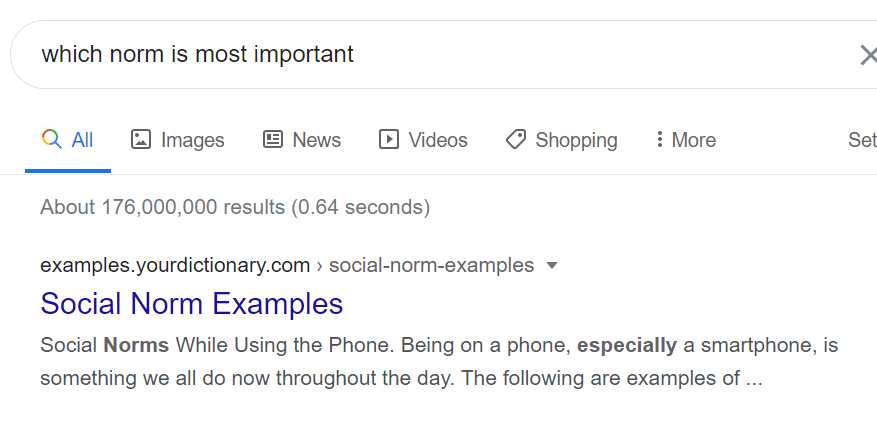 which norm is most important
All Images News Videos Shopping More Set
About 176,000,000 results (0.64 seconds)
examples.yourdictionary.com › social-norm-examples
Social Norm Examples
Social Norms While Using the Phone. Being on a phone, especially a smartphone, is
something we all do now throughout the day. The following are examples of ...